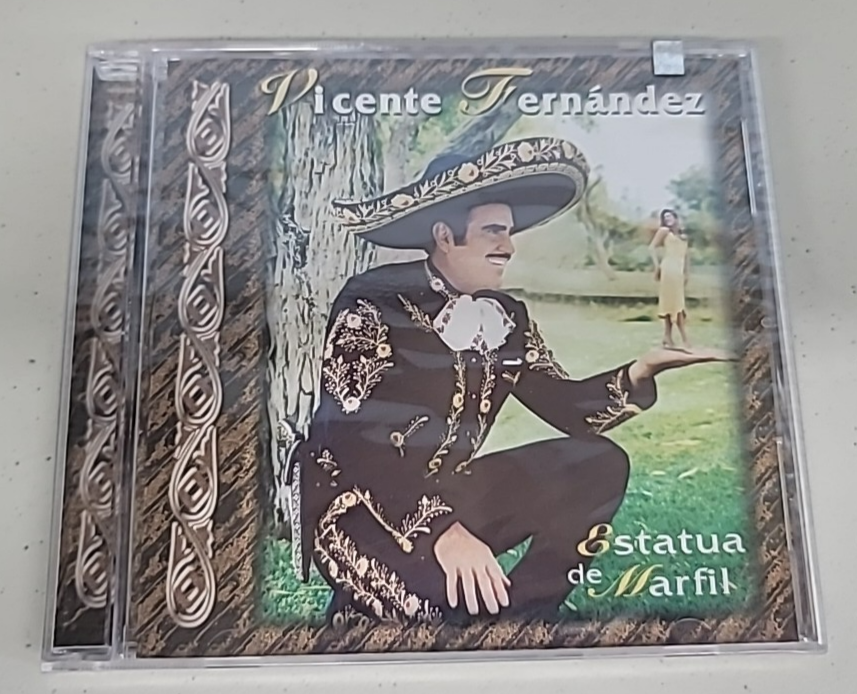 Vicente Fernández
Estatua
de Marfil